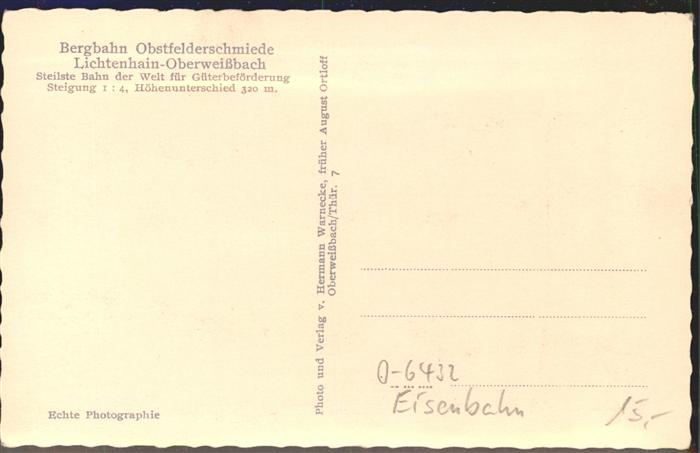 Bergbahn Obstfelderschmiede
Lichtenhain-Oberweißbach
Steilste Bahn der Welt für Güterbeförderung
Steigung 1 : 4, Höhenunterschied 320 m.
Photo und Verlag v. Hermann Warnecke, früher August Ortloff
Oberweißbach/Thür. 7
O-6432
Eisenbahn
15,-
Echte Photographie